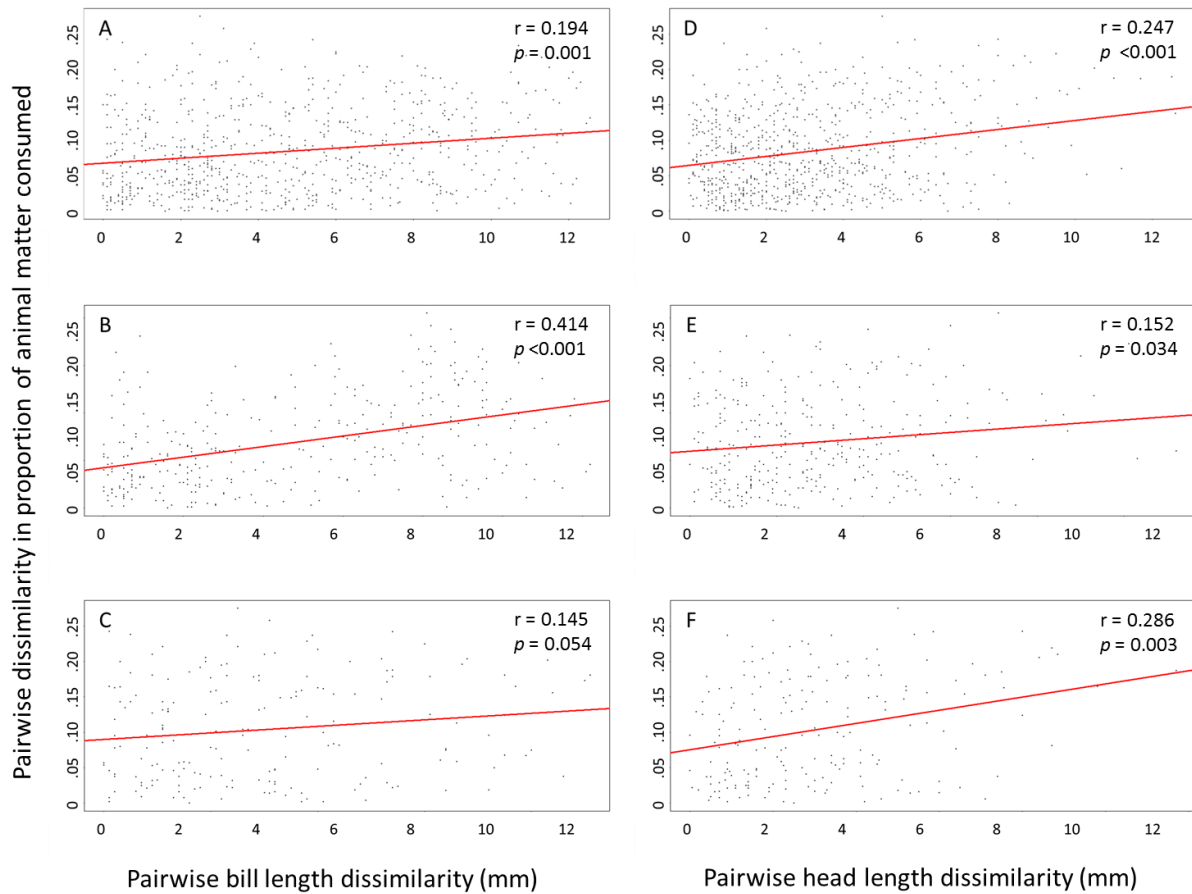 Pairwise dissimilarity in proportion of animal matter consumed
A
r = 0.194
p = 0.001
.25
.20
.15
.10
.05
0
0 2 4 6 8 10 12
D
r = 0.247
p <0.001
.25
.20
.15
.10
.05
0
0 2 4 6 8 10 12
B
r = 0.414
p <0.001
.25
.20
.15
.10
.05
0
0 2 4 6 8 10 12
E
r = 0.152
p = 0.034
.25
.20
.15
.10
.05
0
0 2 4 6 8 10 12
C
r = 0.145
p = 0.054
.25
.20
.15
.10
.05
0
0 2 4 6 8 10 12
F
r = 0.286
p = 0.003
.25
.20
.15
.10
.05
0
0 2 4 6 8 10 12
Pairwise bill length dissimilarity (mm)
Pairwise head length dissimilarity (mm)